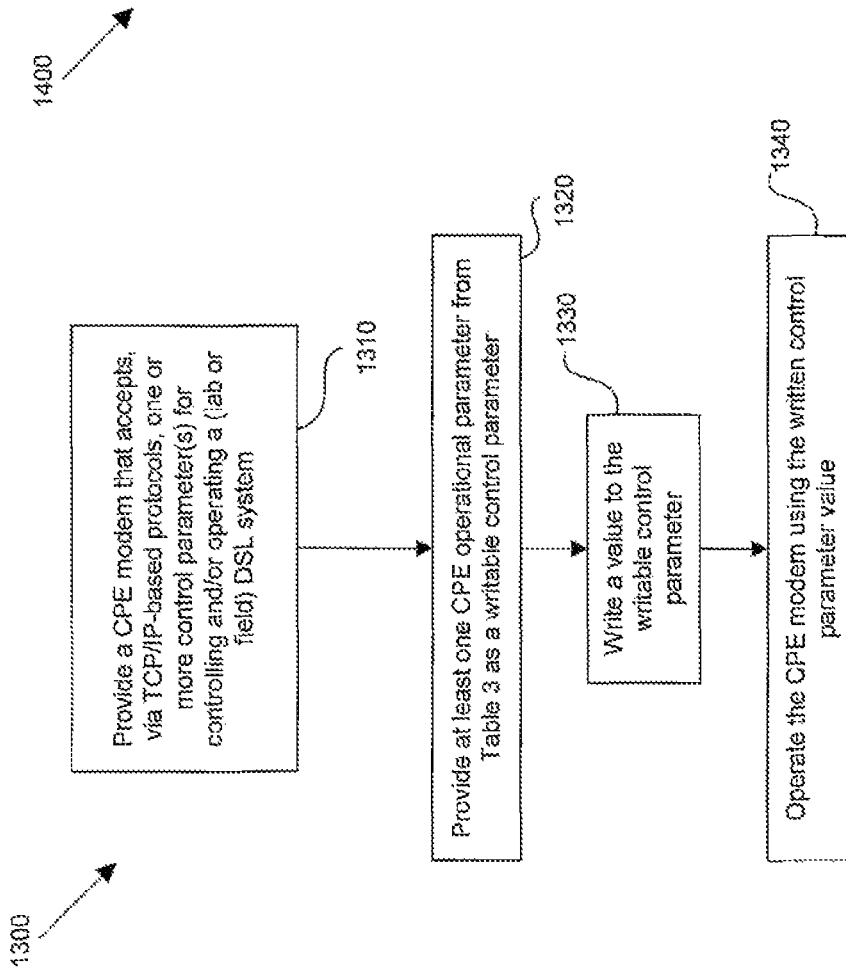 1300
1400
Provide a CPE modem that accepts,
via TCP/IP-based protocols, one or
more control parameter(s) for
controlling and/or operating a (lab or
field) DSL system
1310
Provide at least one CPE operational parameter from
Table 3 as a writable control parameter
1320
Write a value to the
writable control
parameter
1330
Operate the CPE modem using the written control
parameter value
1340